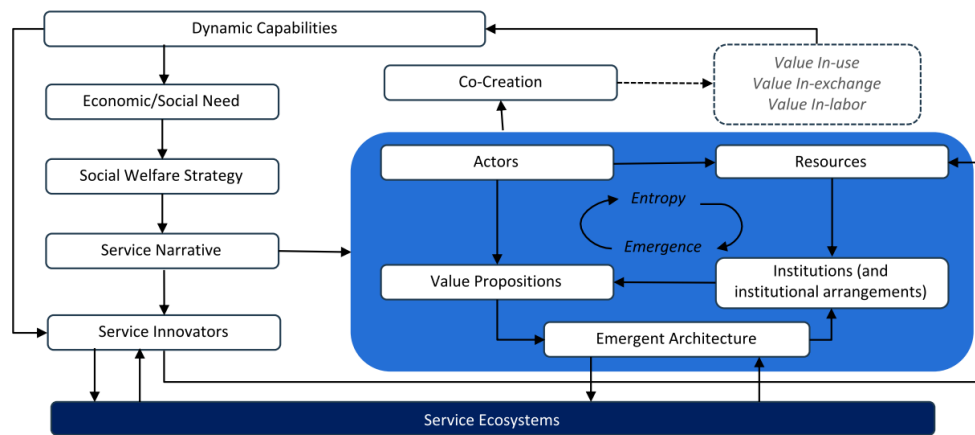 Dynamic Capabilities
Economic/Social Need
Social Welfare Strategy
Service Narrative
Service Innovators
Co-Creation
Value In-use
Value In-exchange
Value In-labor
Actors
Resources
Entropy
Emergence
Value Propositions
Institutions (and
institutional arrangements)
Emergent Architecture
Service Ecosystems